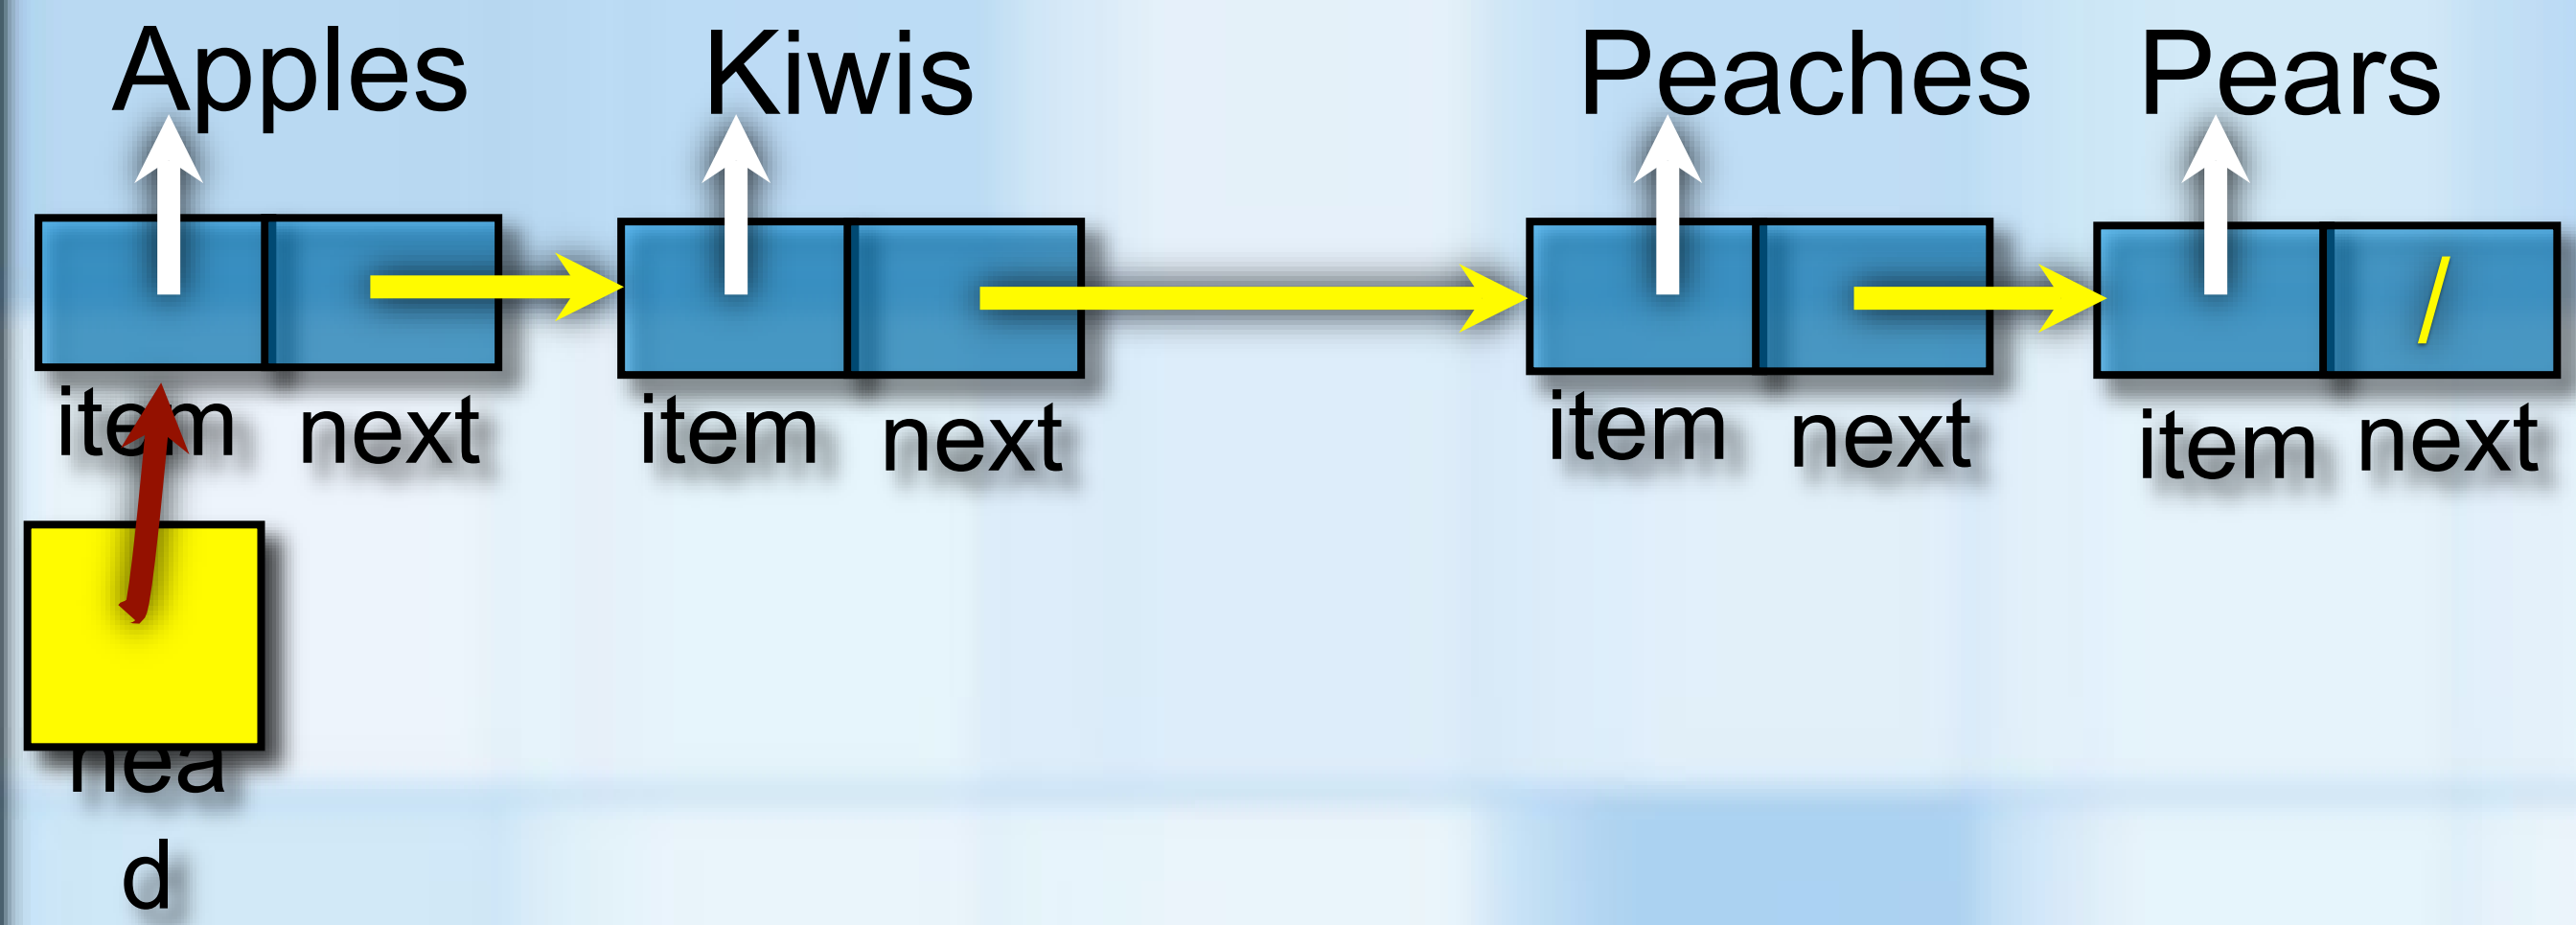 Apples Kiwis Peaches Pears
/
item next item next item next item next
hea
d